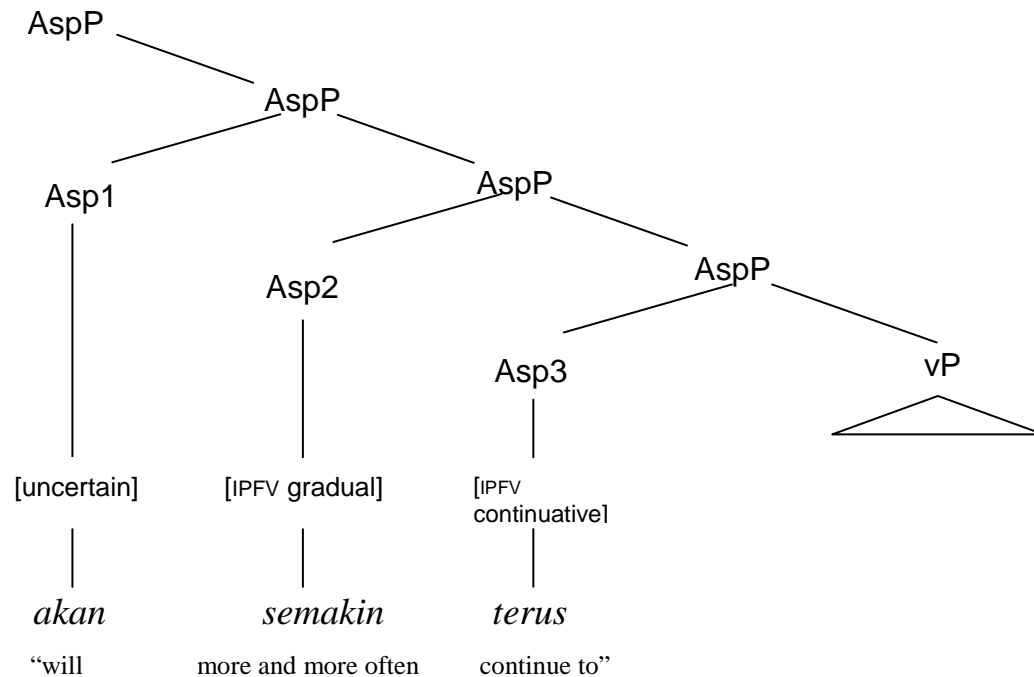 AspP
AspP
Asp1 AspP
Asp2 AspP
Asp3 vP
[uncertain] [IPFV gradual] [IPFV
continuative]
akan semakin terus
“will more and more often continue to”